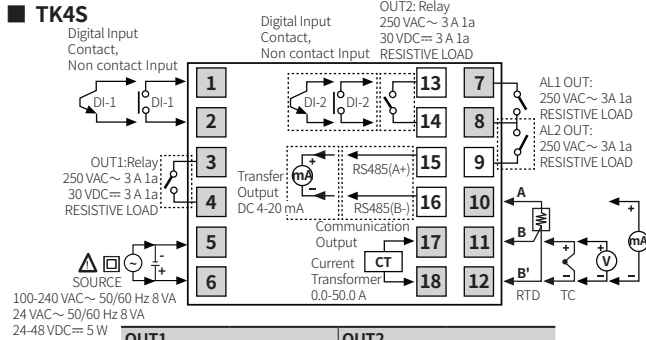 ■ TK4S
Digital Input
Contact,
Non contact Input
DI-1
DI-1
1
2
OUT1:Relay
250 VAC～ 3 A 1a
30 VDC⎓ 3 A 1a
RESISTIVE LOAD
3
4
SOURCE
100-240 VAC～ 50/60 Hz 8 VA
24 VAC～ 50/60 Hz 8 VA
24-48 VDC⎓ 5 W
- 
+
5
6
Digital Input
Contact,
Non contact Input
DI-2
DI-2
OUT2: Relay
250 VAC～ 3 A 1a
30 VDC⎓ 3 A 1a
RESISTIVE LOAD
13
14
Transfer
Output
DC 4-20 mA
+
mA
-
RS485(A+)
RS485(B-)
Communication
Output
15
16
Current
Transformer
0.0-50.0 A
CT
17
18
7
8
9
AL1 OUT:
250 VAC～ 3A 1a
RESISTIVE LOAD
AL2 OUT:
250 VAC～ 3A 1a
RESISTIVE LOAD
10
11
12
A
B
B'
RTD
+
-
TC
+
V
-
+
mA
-
OUT1
OUT2